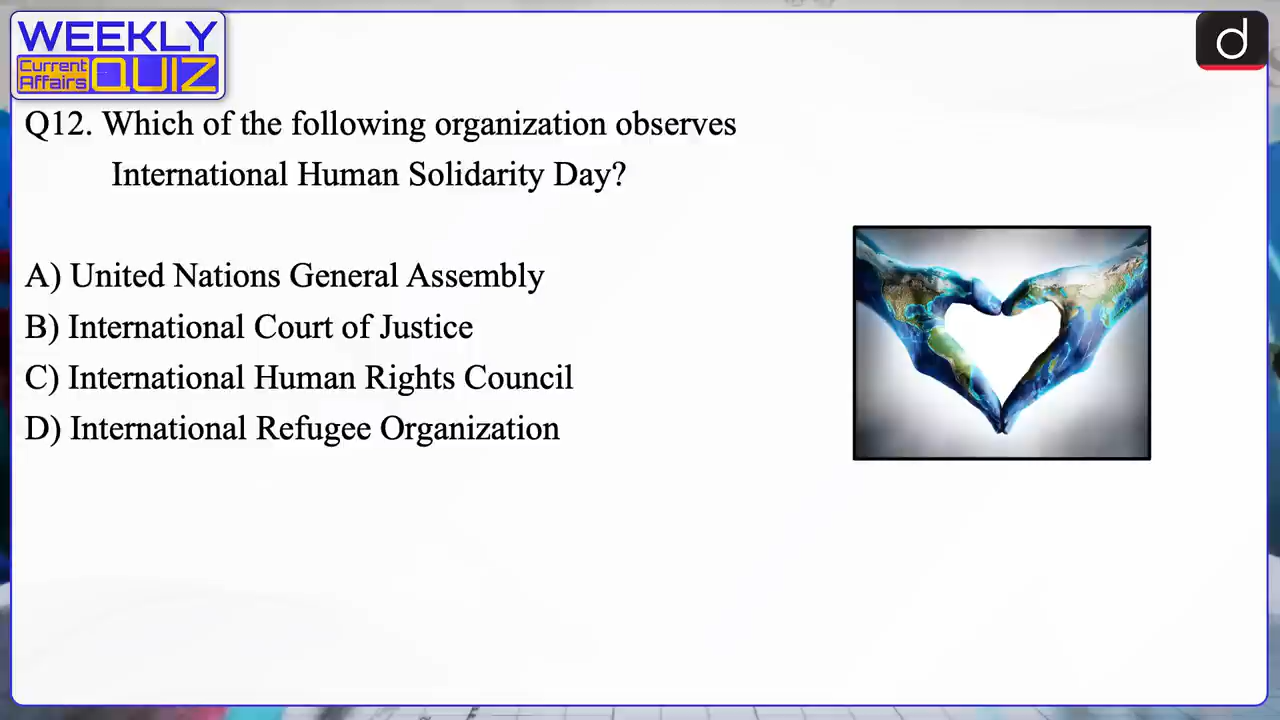 WEEKLY
Current
Affairs
QUIZ
d
Q12. Which of the following organization observes
International Human Solidarity Day?
A) United Nations General Assembly
B) International Court of Justice
C) International Human Rights Council
D) International Refugee Organization